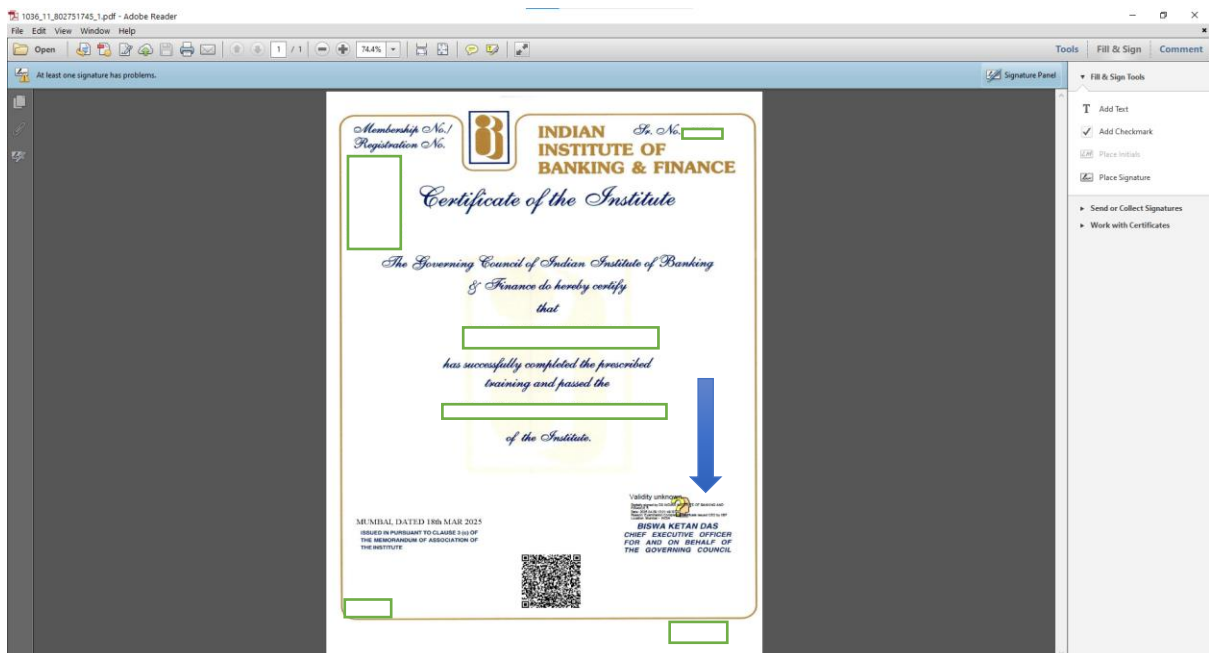 1036_11_802751745_1.pdf - Adobe Reader
File Edit View Window Help
Open 1 / 1 74.4% Tools Fill & Sign Comment
At least one signature has problems. Signature Panel
Fill & Sign Tools
T Add Text
Add Checkmark
Place Initials
Place Signature
Send or Collect Signatures
Work with Certificates
Membership No./
Registration No.
INDIAN
INSTITUTE OF
BANKING & FINANCE
Sr. No.
Certificate of the Institute
The Governing Council of Indian Institute of Banking
& Finance do hereby certify
that
has successfully completed the prescribed
training and passed the
of the Institute.
MUMBAI, DATED 18th MAR 2025
ISSUED IN PURSUANT TO CLAUSE 3 (c) OF
THE MEMORANDUM OF ASSOCIATION OF
THE INSTITUTE
Validity unknown
BISWA KETAN DAS
CHIEF EXECUTIVE OFFICER
FOR AND ON BEHALF OF
THE GOVERNING COUNCIL